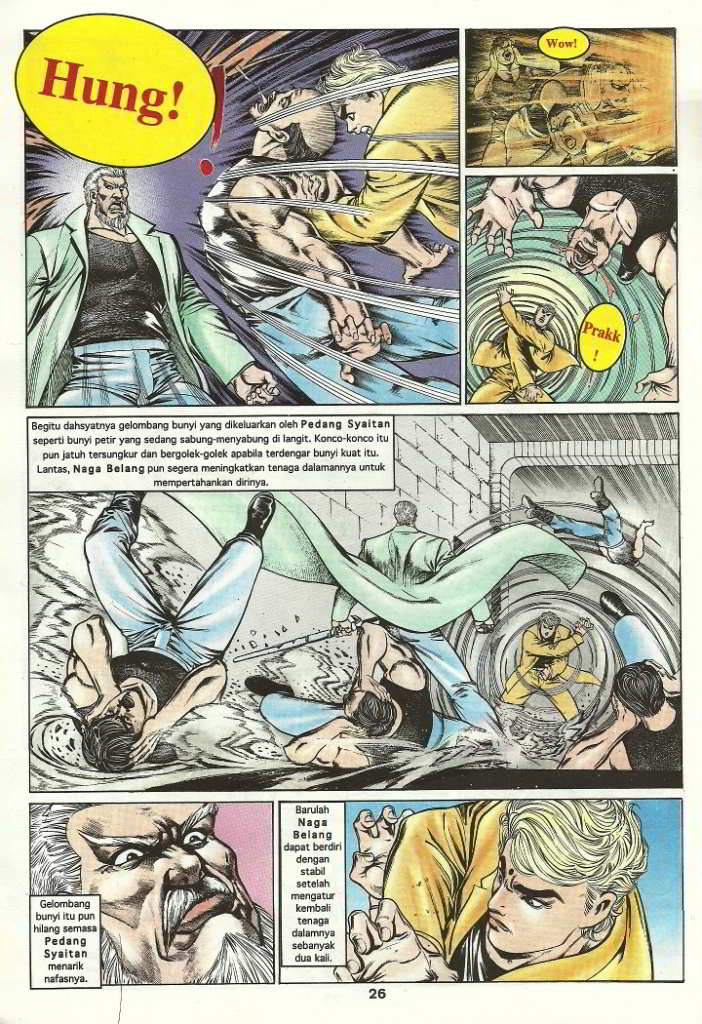 Hung!
!
Wow!
Prakk
!
Begitu dahsyatnya gelombang bunyi yang dikeluarkan oleh Pedang Syaitan
seperti bunyi petir yang sedang sabung-menyabung di langit. Konco-konco itu
pun jatuh tersungkur dan bergolek-golek apabila terdengar bunyi kuat itu.
Lantas, Naga Belang pun segera meningkatkan tenaga dalamannya untuk
mempertahankan dirinya.
Gelombang
bunyi itu pun
hilang semasa
Pedang
Syaitan
menarik
nafasnya.
Barulah
Naga
Belang
dapat berdiri
dengan
stabil
setelah
mengatur
kembali
tenaga
dalamnya
sebanyak
dua kali.
26